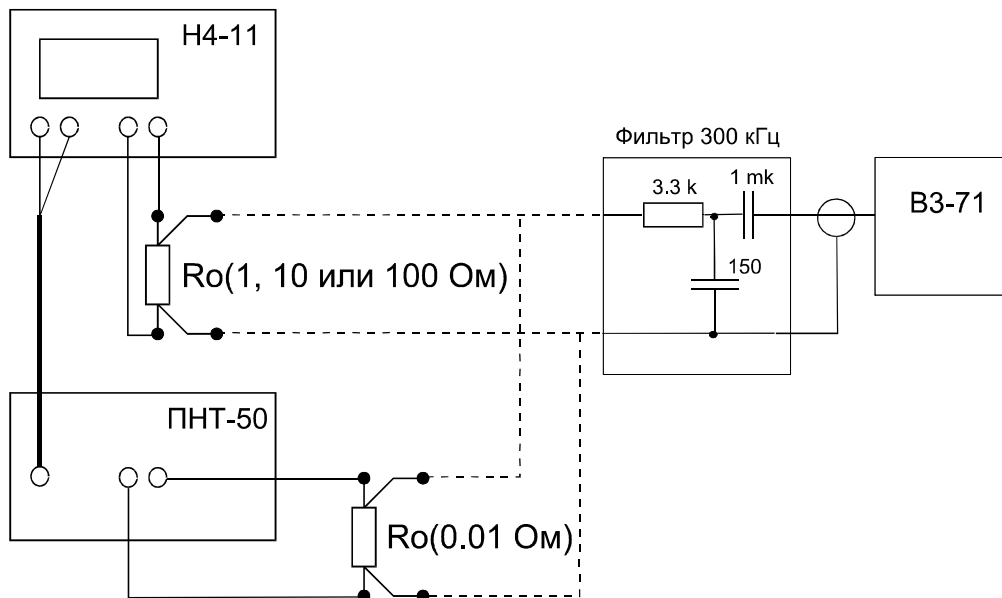 Н4-11
Фильтр 300 кГц
3.3 k
1 mk
В3-71
150
Ro(1, 10 или 100 Ом)
ПНТ-50
Ro(0.01 Ом)